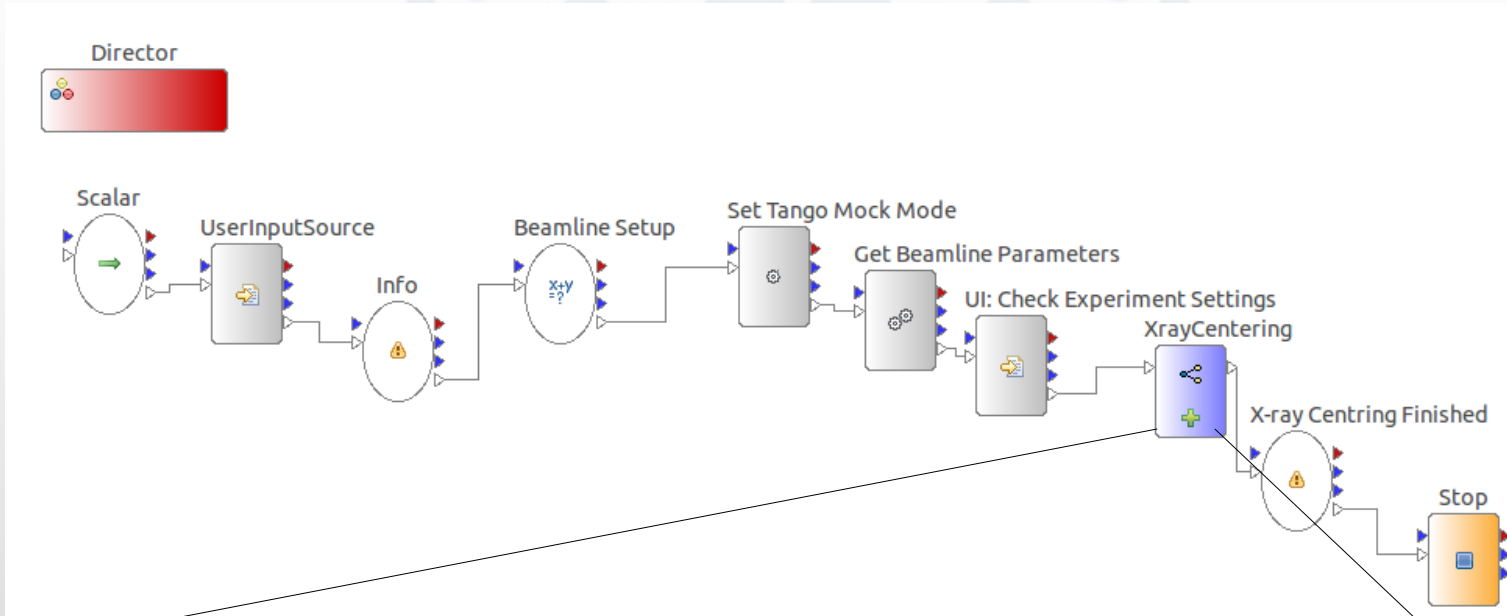 Director
Scalar
UserInputSource
Info
Beamline Setup
x+y
=?
Set Tango Mock Mode
Get Beamline Parameters
UI: Check Experiment Settings
XrayCentering
X-ray Centring Finished
Stop